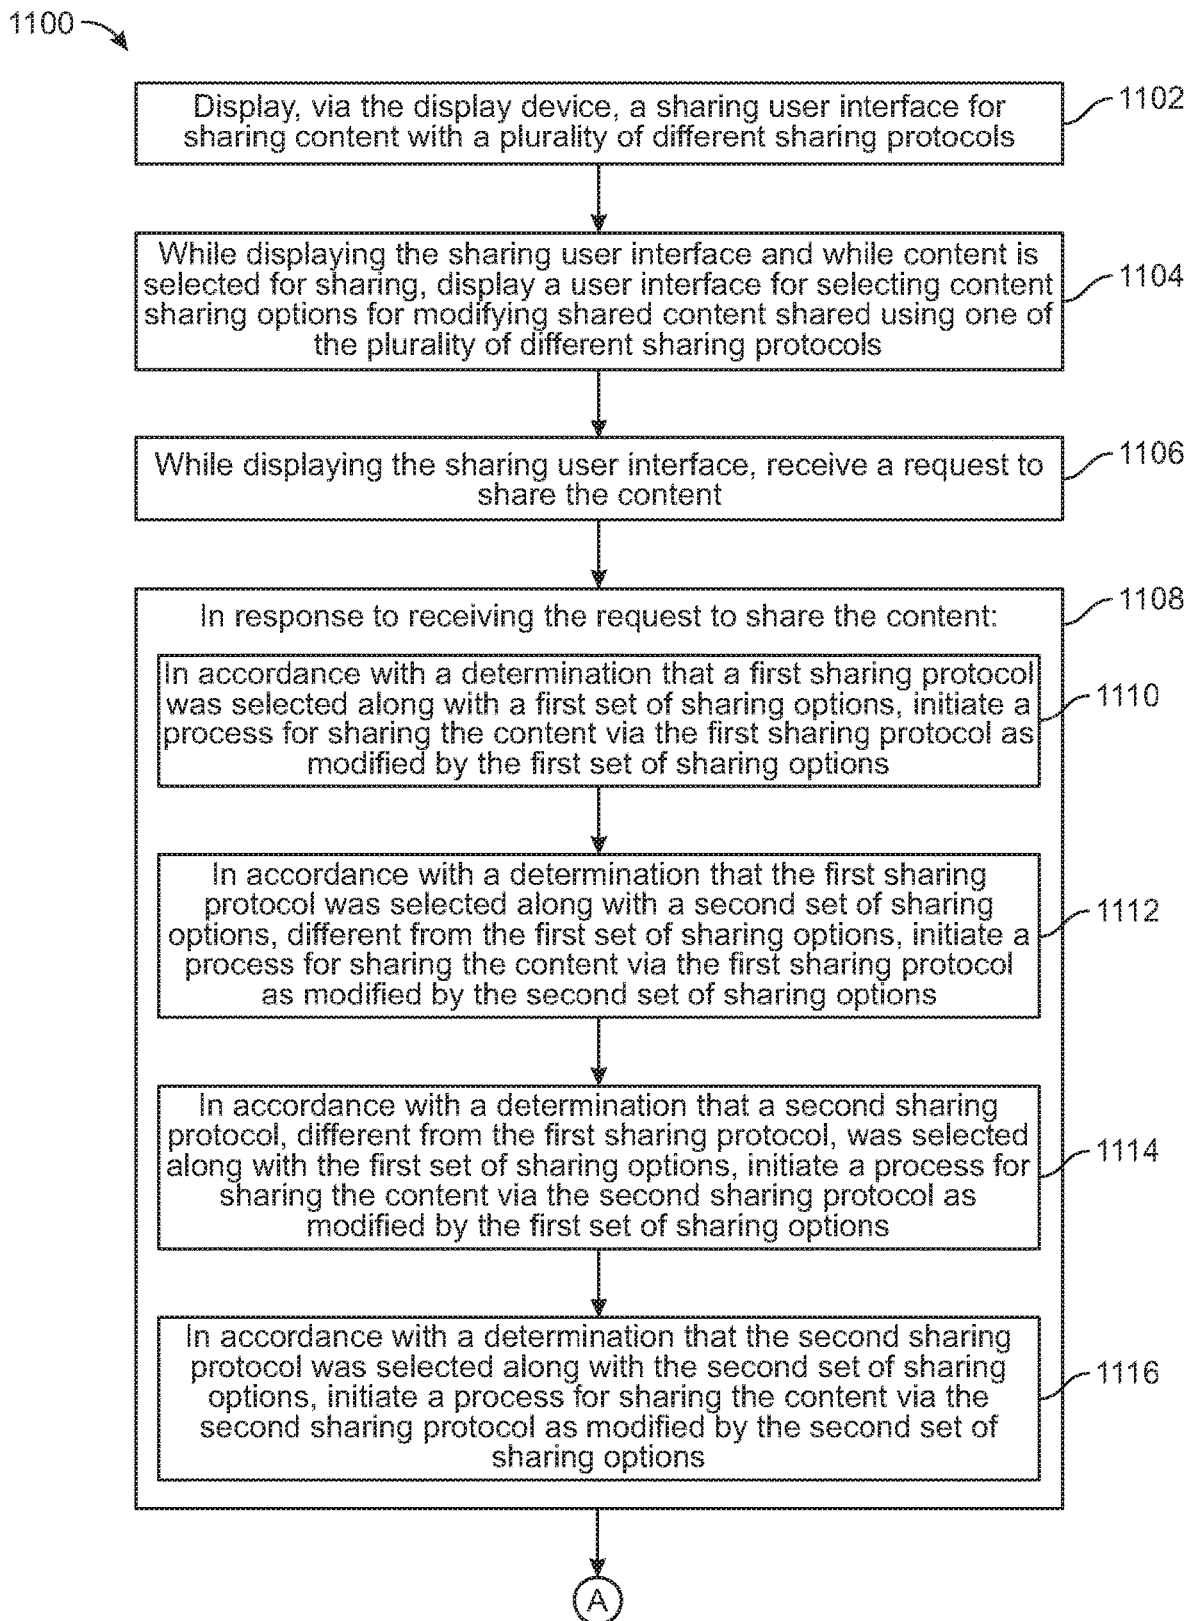 1100
Display, via the display device, a sharing user interface for
sharing content with a plurality of different sharing protocols
1102
While displaying the sharing user interface and while content is
selected for sharing, display a user interface for selecting content
sharing options for modifying shared content shared using one of
the plurality of different sharing protocols
1104
While displaying the sharing user interface, receive a request to
share the content
1106
In response to receiving the request to share the content:
1108
In accordance with a determination that a first sharing protocol
was selected along with a first set of sharing options, initiate a
process for sharing the content via the first sharing protocol as
modified by the first set of sharing options
1110
In accordance with a determination that the first sharing
protocol was selected along with a second set of sharing
options, different from the first set of sharing options, initiate a
process for sharing the content via the first sharing protocol
as modified by the second set of sharing options
1112
In accordance with a determination that a second sharing
protocol, different from the first sharing protocol, was selected
along with the first set of sharing options, initiate a process for
sharing the content via the second sharing protocol as
modified by the first set of sharing options
1114
In accordance with a determination that the second sharing
protocol was selected along with the second set of sharing
options, initiate a process for sharing the content via the
second sharing protocol as modified by the second set of
sharing options
1116
A